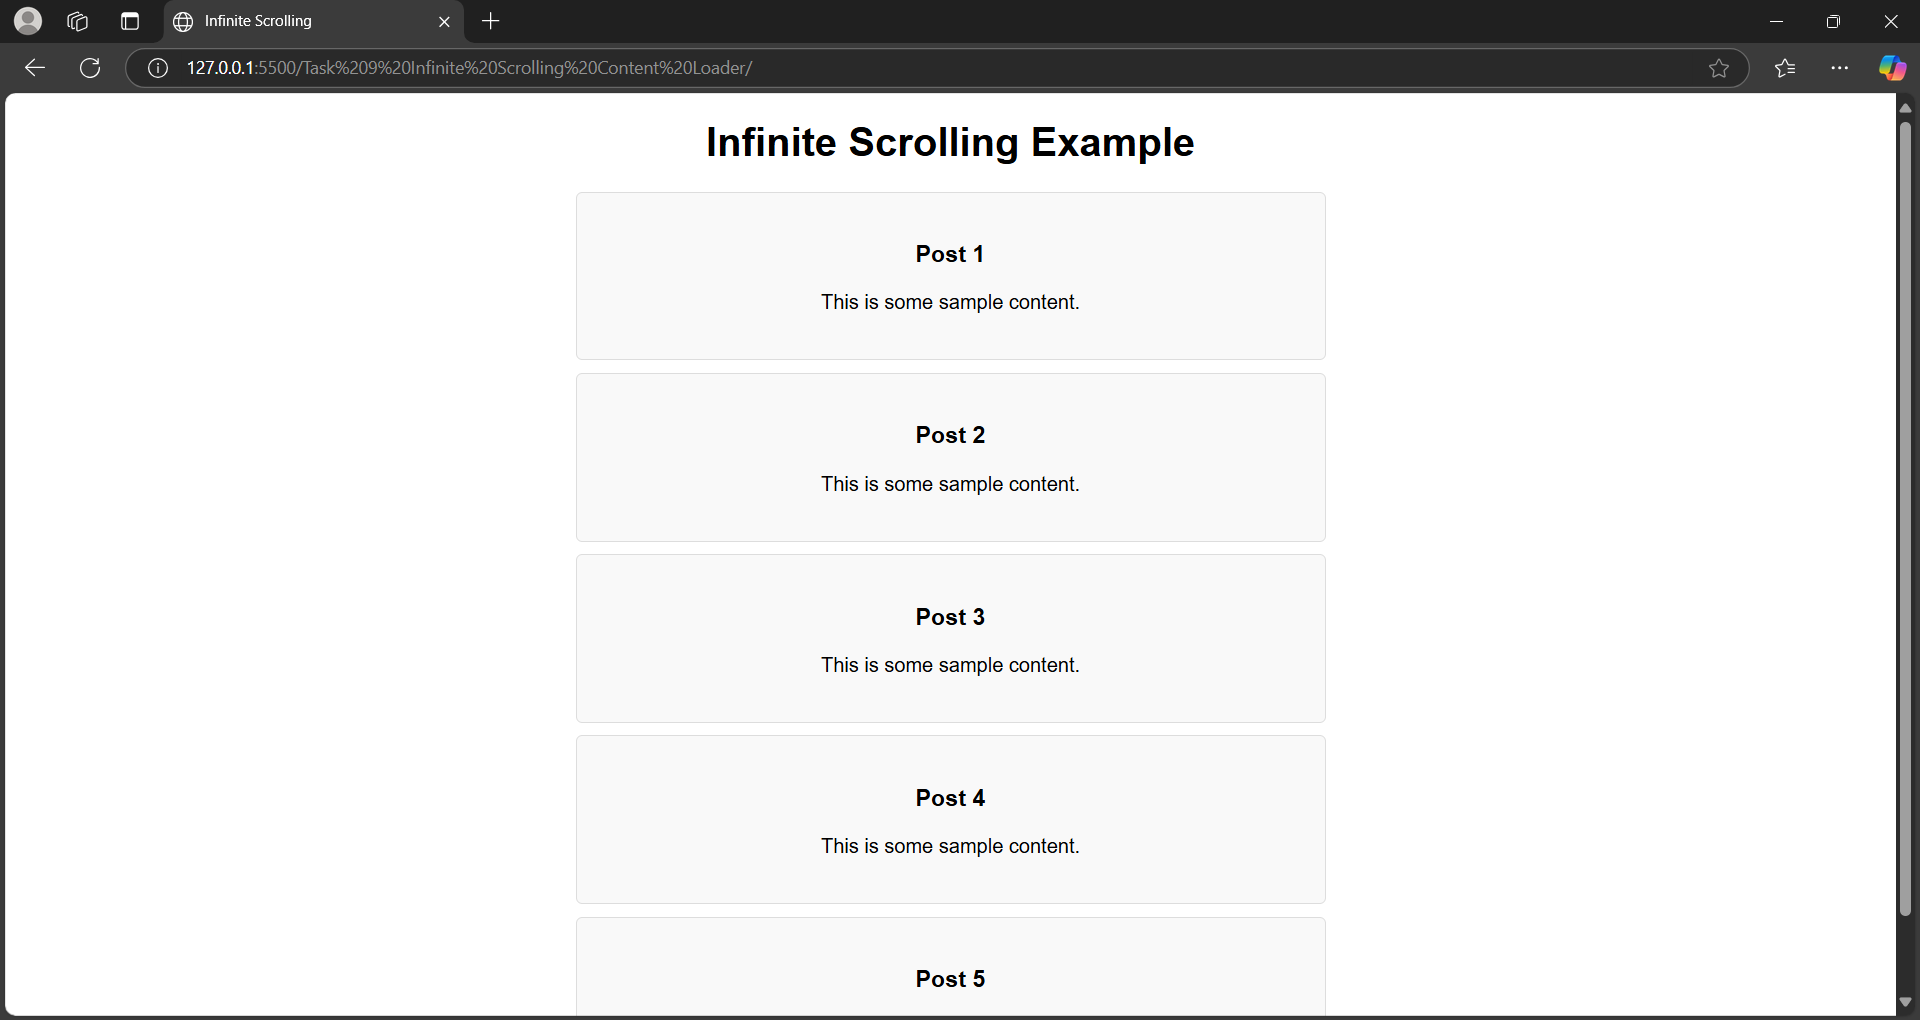 Infinite Scrolling
127.0.0.1:5500/Task%209%20Infinite%20Scrolling%20Content%20Loader/
Infinite Scrolling Example
Post 1
This is some sample content.
Post 2
This is some sample content.
Post 3
This is some sample content.
Post 4
This is some sample content.
Post 5